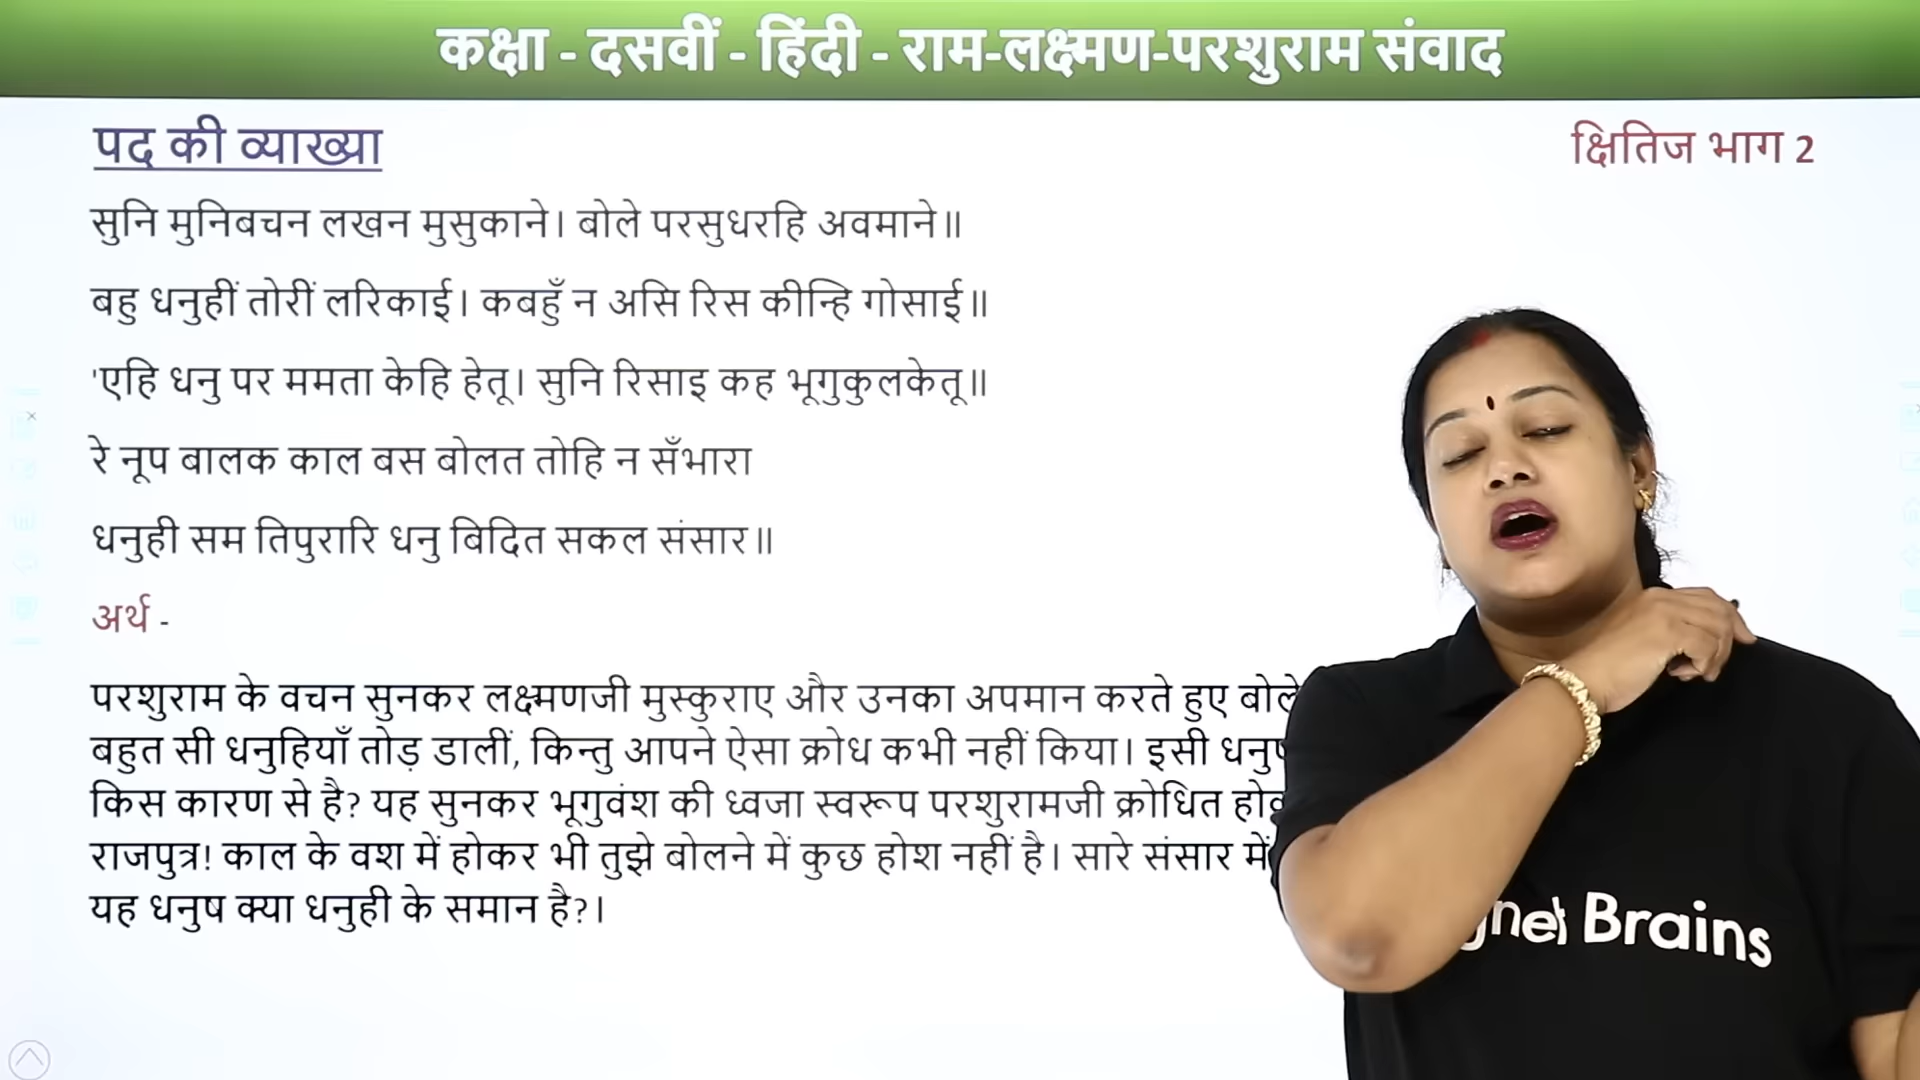 कक्षा - दसवीं - हिंदी - राम-लक्ष्मण-परशुराम संवाद
पद की व्याख्या
क्षितिज भाग 2
सुनि मुनिबचन लखन मुसुकाने। बोले परसुधरहि अवमाने॥
बहु धनुहीं तोरीं लरिकाई। कबहुँ न असि रिस कीन्हि गोसाई॥
'एहि धनु पर ममता केहि हेतू। सुनि रिसाइ कह भूगुकुलकेतू॥
रे नूप बालक काल बस बोलत तोहि न सँभारा
धनुही सम तिपुरारि धनु बिदित सकल संसार॥
अर्थ -
परशुराम के वचन सुनकर लक्ष्मणजी मुस्कुराए और उनका अपमान करते हुए बोले
बहुत सी धनुहियाँ तोड़ डालीं, किन्तु आपने ऐसा क्रोध कभी नहीं किया। इसी
किस कारण से है? यह सुनकर भूगुवंश की ध्वजा स्वरूप परशुरामजी क्रोधित
राजपुत्र! काल के वश में होकर भी तुझे बोलने में कुछ होश नहीं है। सारे संसार में
यह धनुष क्या धनुही के समान है?।
Brains